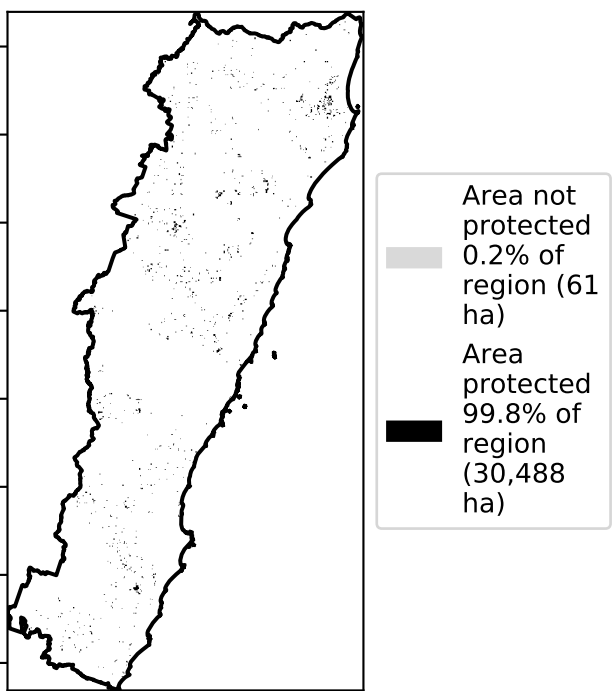 Area not
protected
0.2% of
region (61
ha)
Area
protected
99.8% of
region
(30,488
ha)